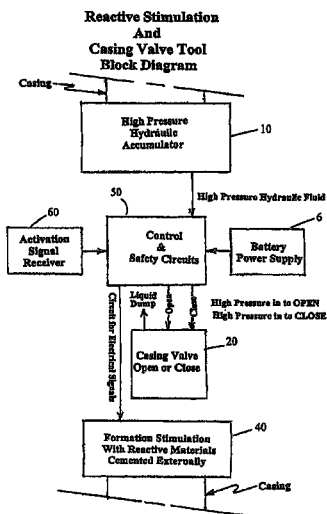 Reactive Stimulation
And
Casing Valve Tool
Block Diagram
Casing
High Pressure
Hydraulic
Accumulator
10
High Pressure Hydraulic Fluid
60
50
6
Activation
Signal
Receiver
Control
&
Safety Circuits
Battery
Power Supply
Circuit for Electrical Signals
Liquid
Dump
Open
Close
High Pressure in to OPEN
High Pressure in to CLOSE
20
Casing Valve
Open or Close
40
Formation Stimulation
With Reactive Materials
Cemented Externally
Casing